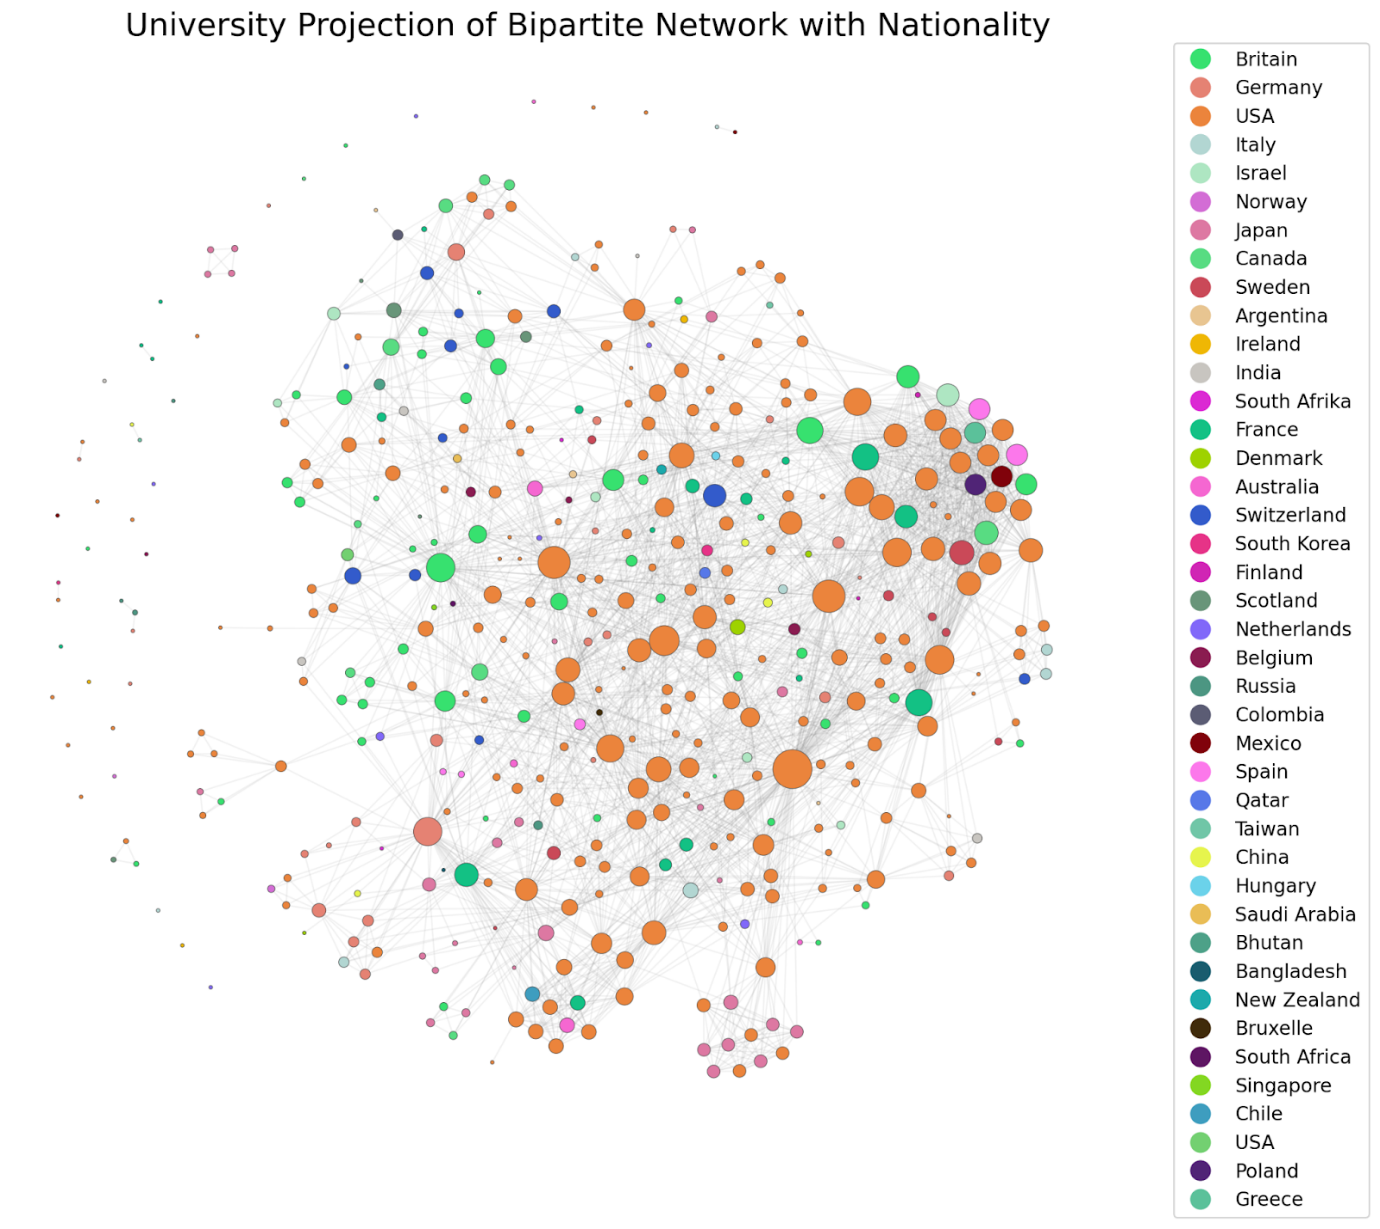 University Projection of Bipartite Network with Nationality
Britain
Germany
USA
Italy
Israel
Norway
Japan
Canada
Sweden
Argentina
Ireland
India
South Afrika
France
Denmark
Australia
Switzerland
South Korea
Finland
Scotland
Netherlands
Belgium
Russia
Colombia
Mexico
Spain
Qatar
Taiwan
China
Hungary
Saudi Arabia
Bhutan
Bangladesh
New Zealand
Bruxelle
South Africa
Singapore
Chile
USA
Poland
Greece